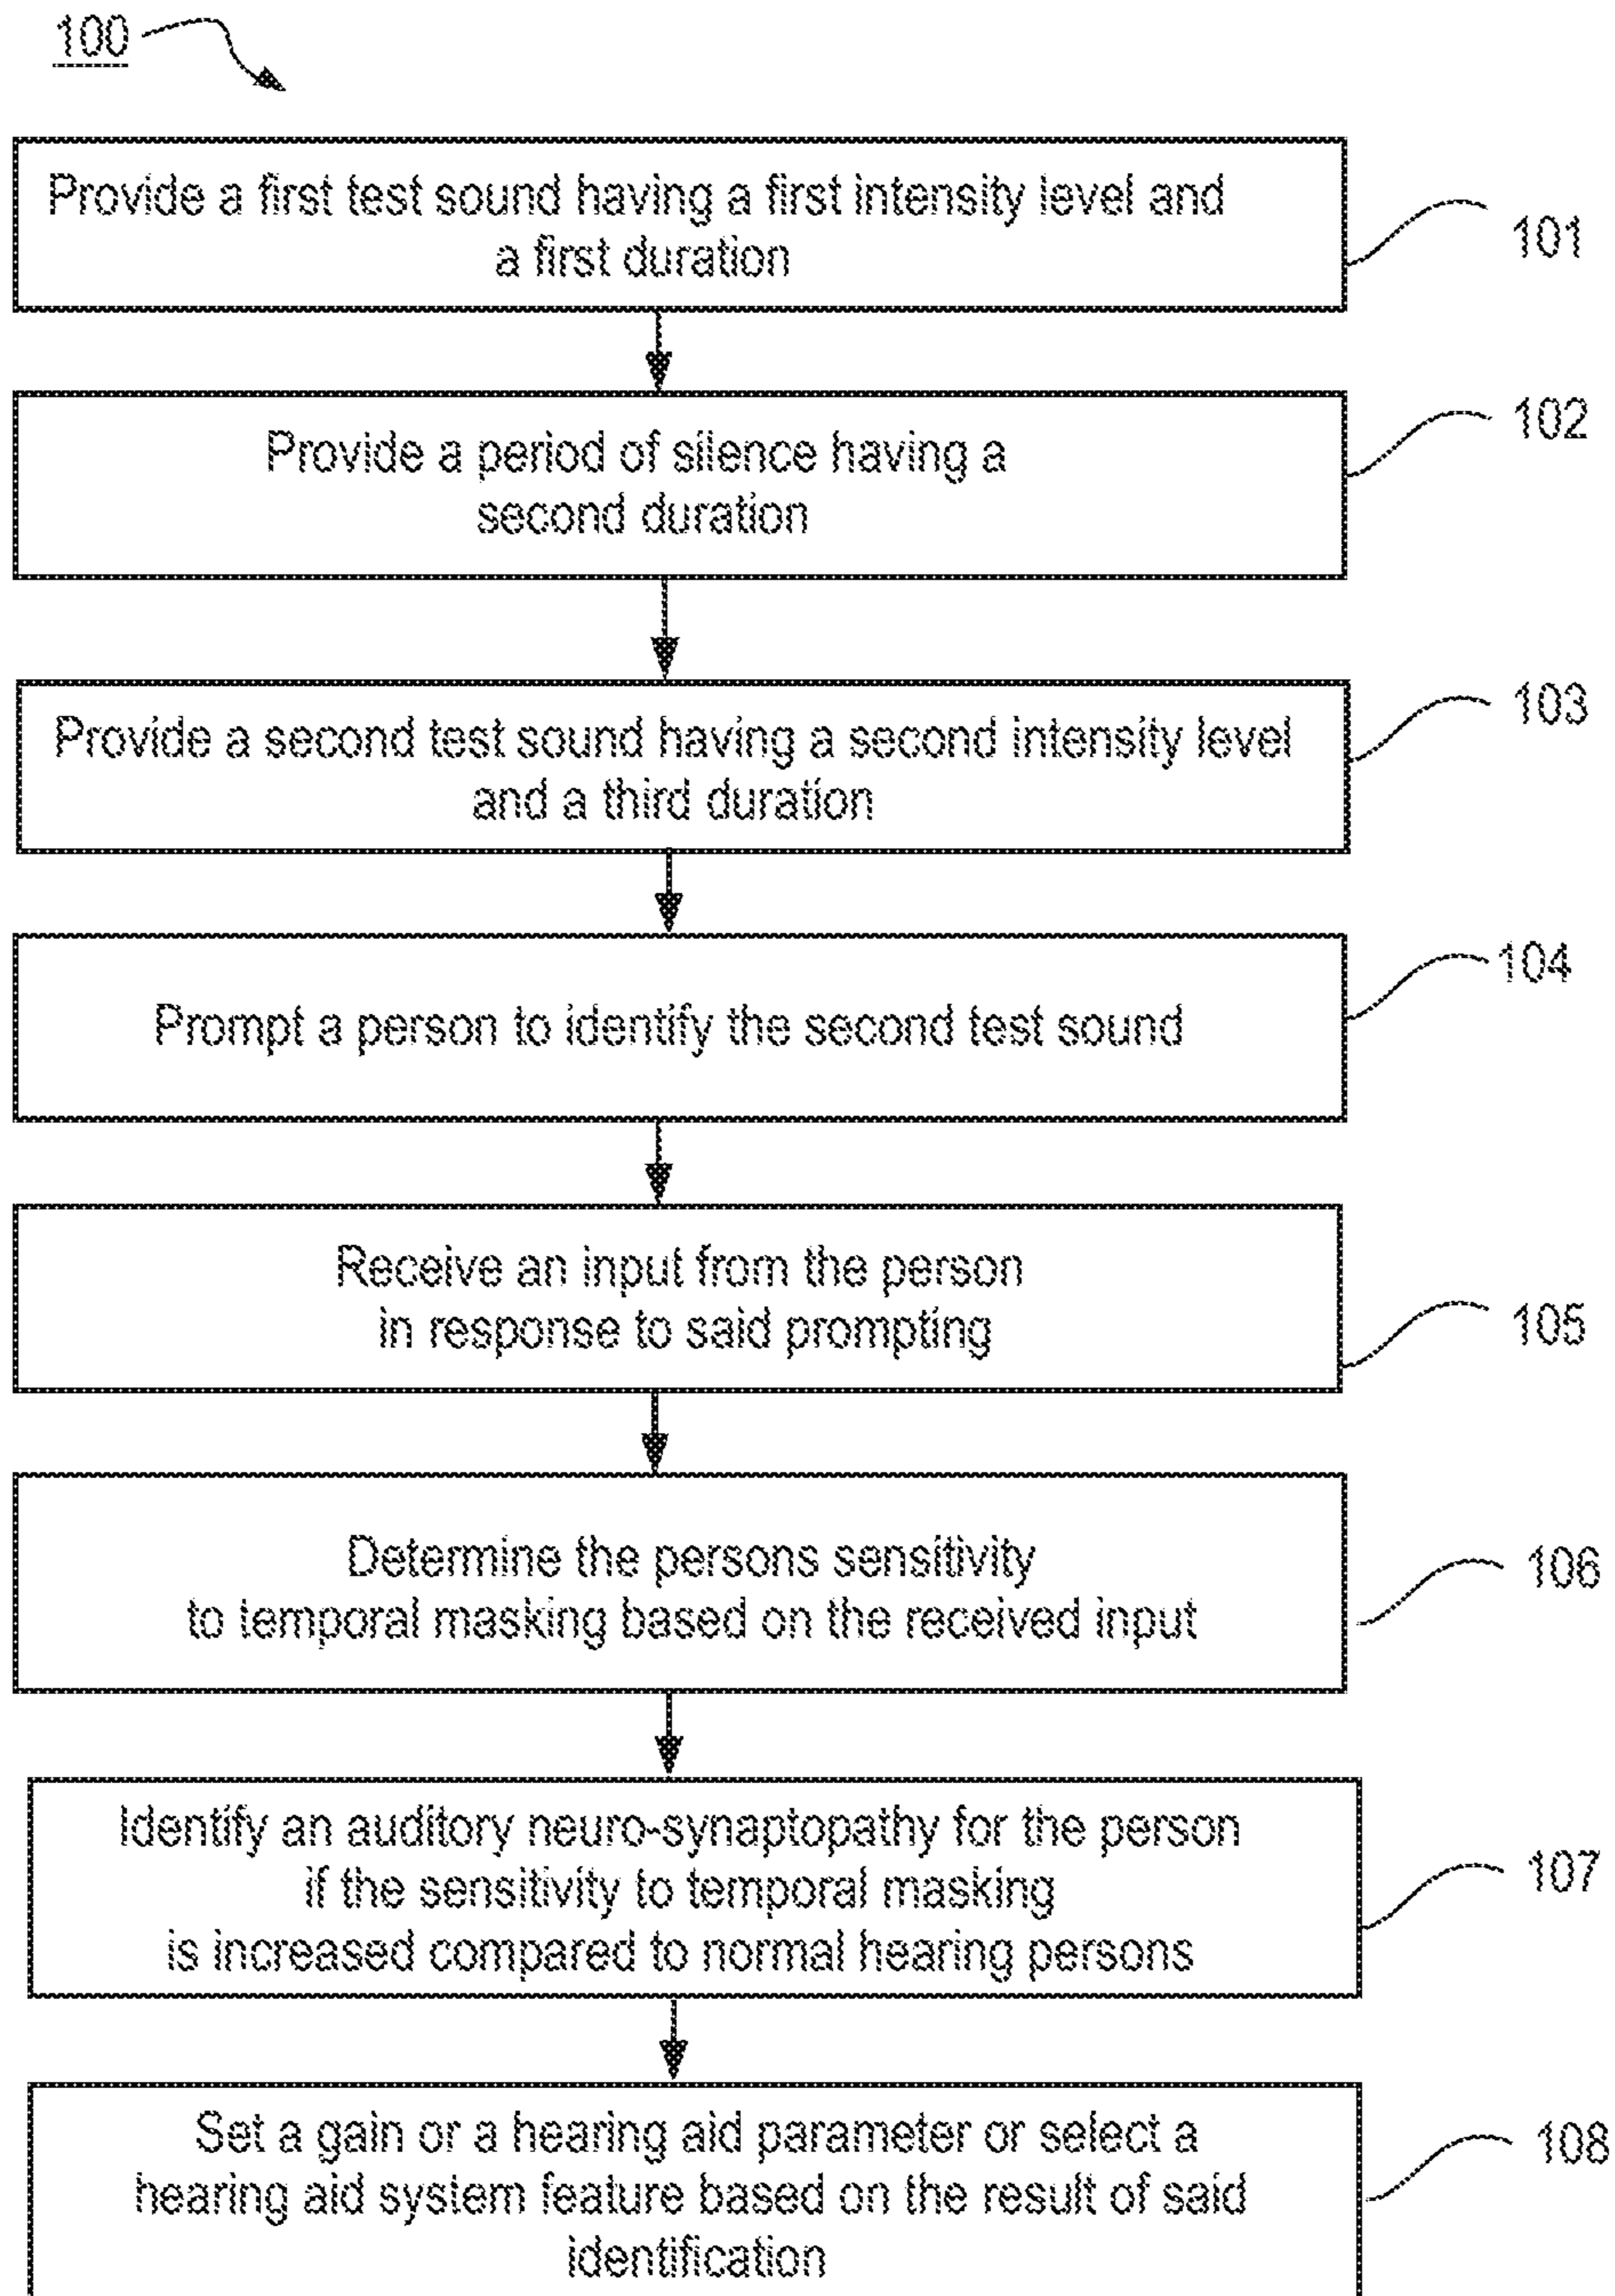 100
Provide a first test sound having a first intensity level and
a first duration
101
Provide a period of silence having a
second duration
102
Provide a second test sound having a second intensity level
and a third duration
103
Prompt a person to identify the second test sound
104
Receive an input from the person
in response to said prompting
105
Determine the persons sensitivity
to temporal masking based on the received input
106
Identify an auditory neuro-synaptopathy for the person
if the sensitivity to temporal masking
is increased compared to normal hearing persons
107
Set a gain or a hearing aid parameter or select a
hearing aid system feature based on the result of said
identification
108